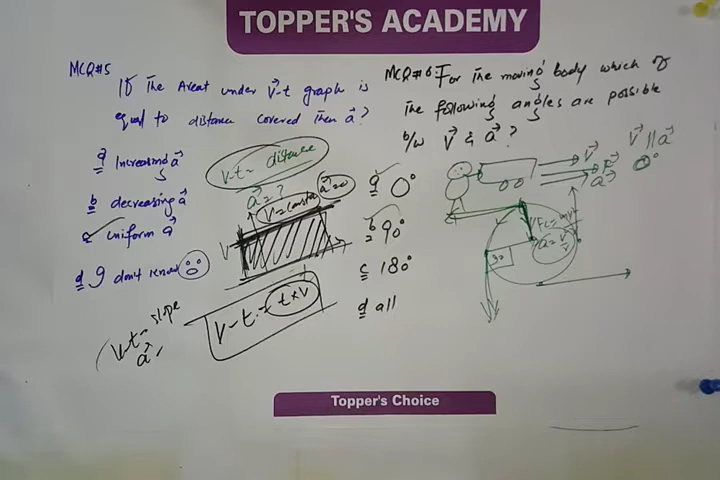 TOPPER'S ACADEMY
MCQ#5
If The Areat under V-t graph is
equal to distance covered Then a?
a Increasing a
b decreasing a
c uniform a
d I don't know
V-t = distance
a = ?
V = constant a=0
V
V-t = t×V
V-t = slope
a =
MCQ#6 For The moving body which of
The following angles are possible
b/w V & a?
a 0°
b 90°
c 180°
d all
V
F
a
V || a
0°
90
Topper's Choice